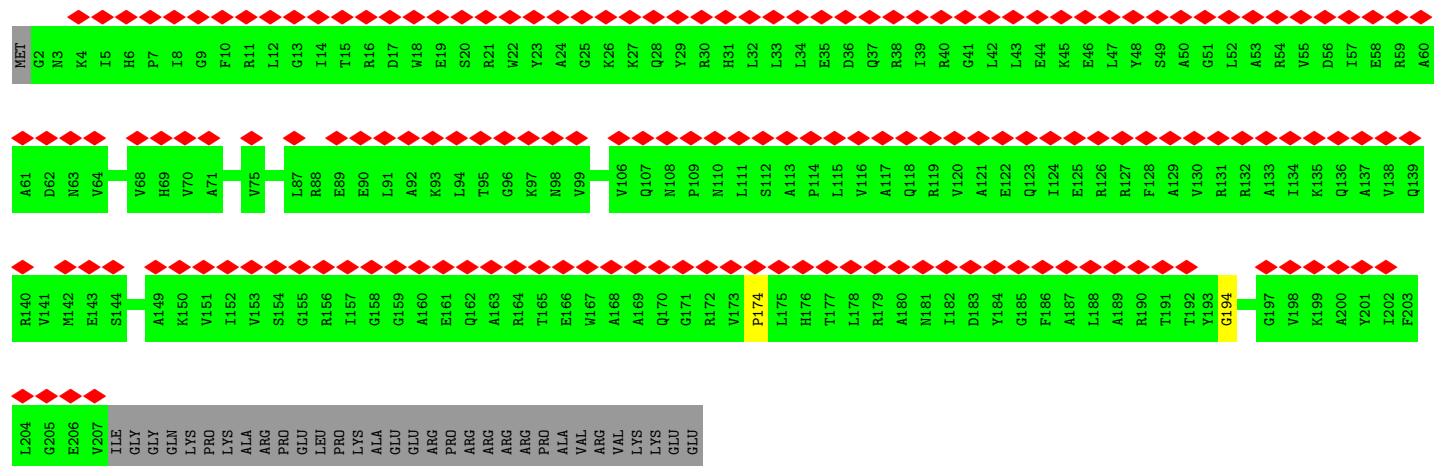 MET G2 N3 K4 I5 H6 P7 I8 G9 F10 R11 L12 G13 I14 T15 R16 D17 W18 E19 S20 R21 W22 Y23 A24 G25 K26 K27 Q28 Y29 R30 H31 L32 L33 L34 E35 D36 Q37 R38 I39 R40 G41 L42 L43 E44 K45 E46 L47 Y48 S49 A50 G51 L52 A53 R54 V55 D56 I57 E58 R59 A60
A61 D62 N63 V64 V68 H69 V70 A71 V75 L87 R88 E89 E90 L91 A92 K93 L94 T95 G96 K97 N98 V99 V106 Q107 N108 P109 N110 L111 S112 A113 P114 L115 V116 A117 Q118 R119 V120 A121 E122 Q123 I124 E125 R126 R127 F128 A129 V130 R131 R132 A133 I134 K135 Q136 A137 V138 Q139
R140 V141 M142 E143 S144 A149 K150 V151 I152 V153 S154 G155 R156 I157 G158 G159 A160 E161 Q162 A163 R164 T165 E166 W167 A168 A169 Q170 G171 R172 V173 P174 L175 H176 T177 L178 R179 A180 N181 I182 D183 Y184 G185 F186 A187 L188 A189 R190 T191 T192 Y193 G194 G197 V198 K199 A200 Y201 I202 F203
L204 G205 E206 V207 ILE GLY GLY GLN LYS PRO LYS ALA ARG PRO GLU LEU PRO LYS ALA GLU GLU ARG PRO ARG ARG ARG ARG PRO ALA VAL ARG VAL LYS LYS GLU GLU